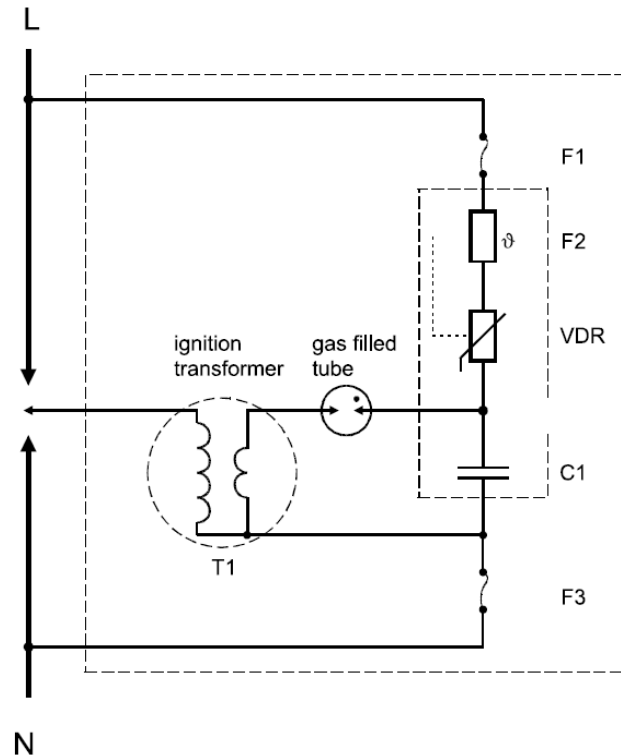 L
F1
F2
ϑ
VDR
ignition
transformer
gas filled
tube
C1
T1
F3
N